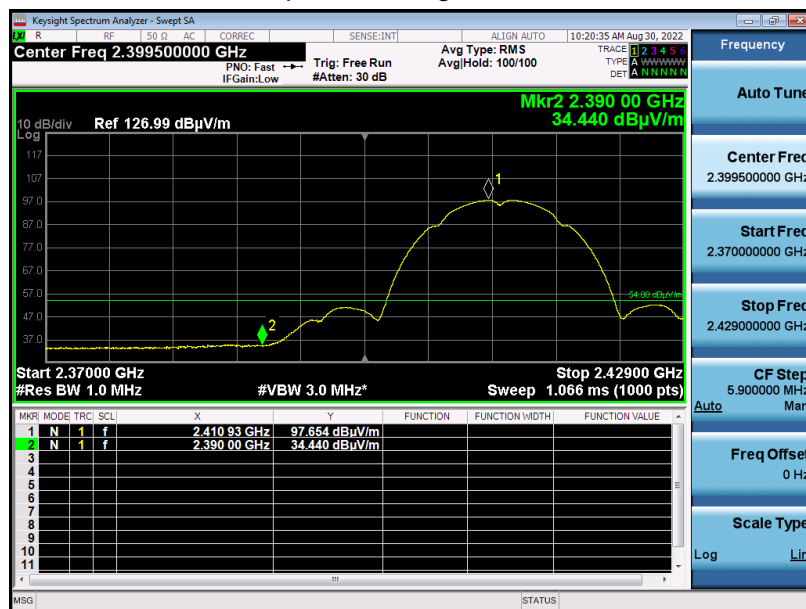 Keysight Spectrum Analyzer - Swept SA
LXI R RF 50 Ω AC CORREC SENSE:INT ALIGN AUTO 10:20:35 AM Aug 30, 2022
Center Freq 2.399500000 GHz
PNO: Fast
IFGain:Low
Trig: Free Run
#Atten: 30 dB
Avg Type: RMS
Avg|Hold: 100/100
TRACE 1 2 3 4 5 6
TYPE A WWWWW
DET A N N N N N
Mkr2 2.390 00 GHz
34.440 dBµV/m
10 dB/div Ref 126.99 dBµV/m
Log
117
107
97.0
87.0
77.0
67.0
57.0
47.0
37.0
1
2
54.00 dBµV/m
Start 2.37000 GHz Stop 2.42900 GHz
#Res BW 1.0 MHz #VBW 3.0 MHz* Sweep 1.066 ms (1000 pts)
MKR MODE TRC SCL X Y FUNCTION FUNCTION WIDTH FUNCTION VALUE
1 N 1 f 2.410 93 GHz 97.654 dBµV/m
2 N 1 f 2.390 00 GHz 34.440 dBµV/m
3
4
5
6
7
8
9
10
11
MSG STATUS
Frequency
Auto Tune
Center Freq
2.399500000 GHz
Start Freq
2.370000000 GHz
Stop Freq
2.429000000 GHz
CF Step
5.900000 MHz
Auto Man
Freq Offset
0 Hz
Scale Type
Log Lin